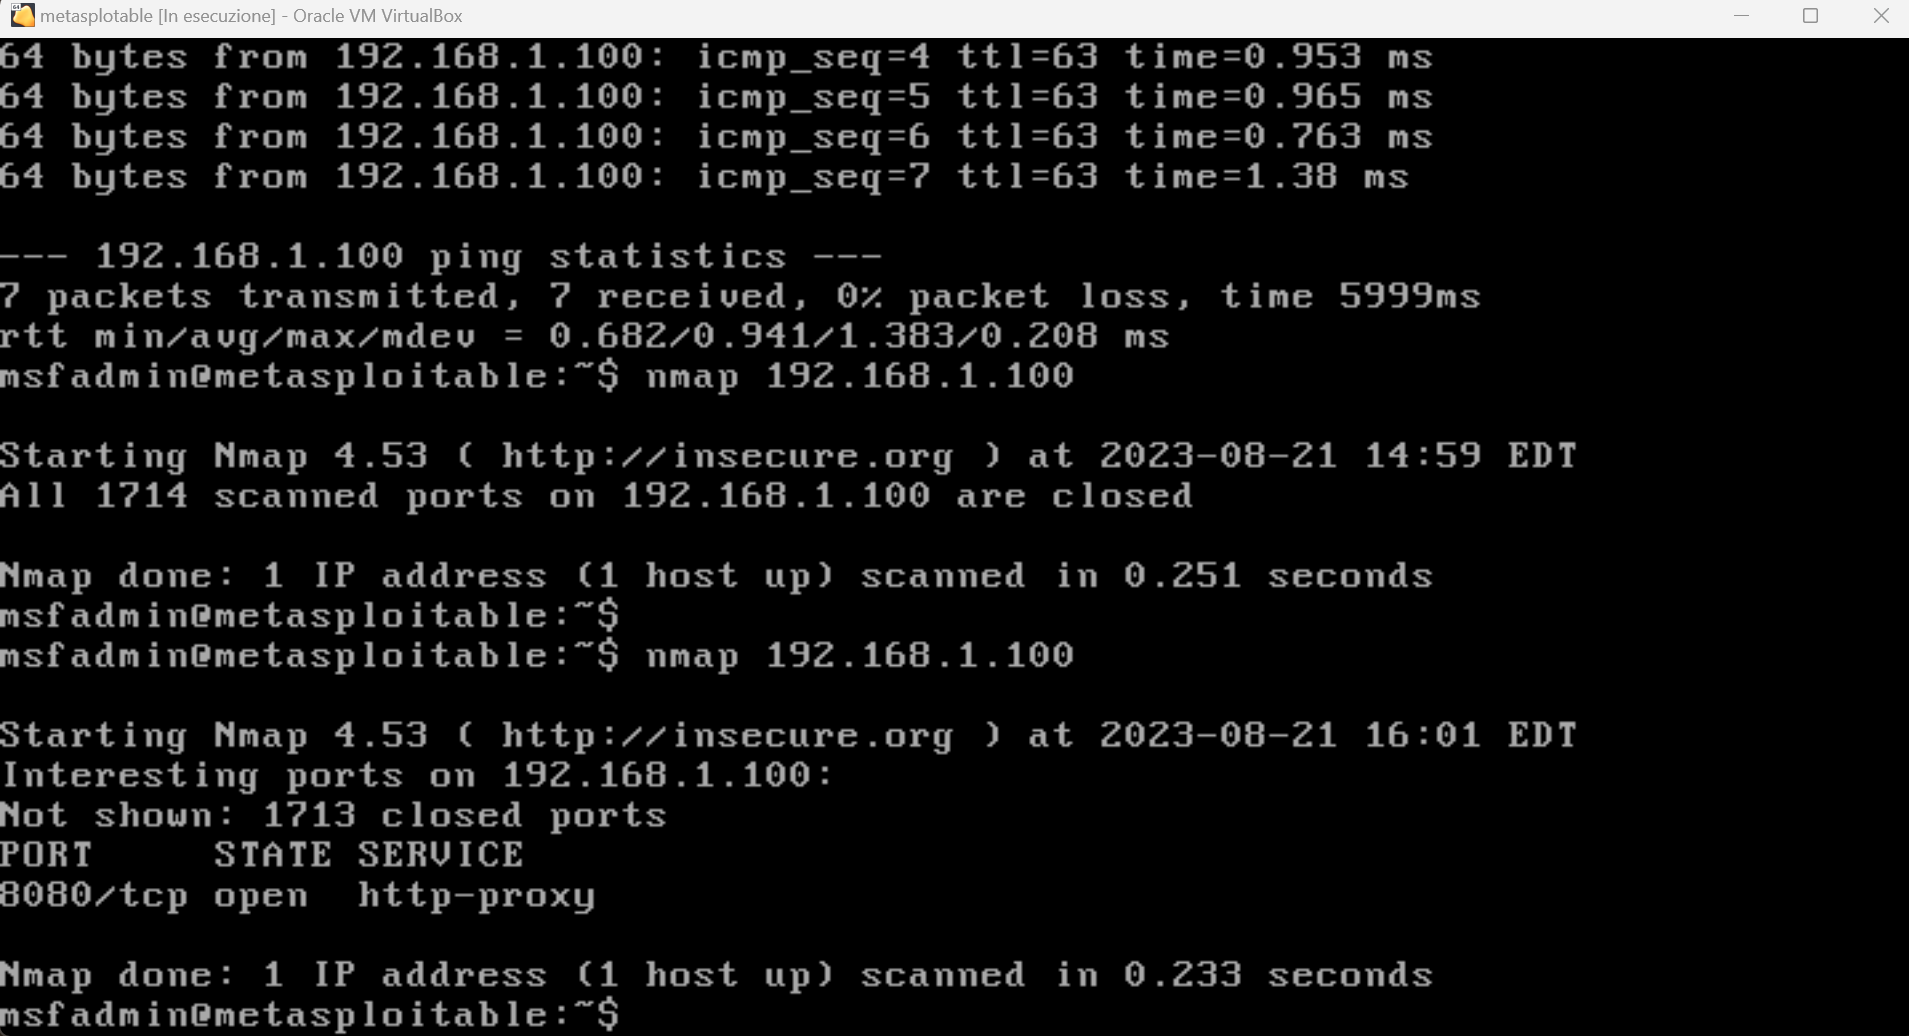 metasplotable [In esecuzione] - Oracle VM VirtualBox
64 bytes from 192.168.1.100: icmp_seq=4 ttl=63 time=0.953 ms
64 bytes from 192.168.1.100: icmp_seq=5 ttl=63 time=0.965 ms
64 bytes from 192.168.1.100: icmp_seq=6 ttl=63 time=0.763 ms
64 bytes from 192.168.1.100: icmp_seq=7 ttl=63 time=1.38 ms
--- 192.168.1.100 ping statistics ---
7 packets transmitted, 7 received, 0% packet loss, time 5999ms
rtt min/avg/max/mdev = 0.682/0.941/1.383/0.208 ms
msfadmin@metasploitable:~$ nmap 192.168.1.100
Starting Nmap 4.53 ( http://insecure.org ) at 2023-08-21 14:59 EDT
All 1714 scanned ports on 192.168.1.100 are closed
Nmap done: 1 IP address (1 host up) scanned in 0.251 seconds
msfadmin@metasploitable:~$
msfadmin@metasploitable:~$ nmap 192.168.1.100
Starting Nmap 4.53 ( http://insecure.org ) at 2023-08-21 16:01 EDT
Interesting ports on 192.168.1.100:
Not shown: 1713 closed ports
PORT     STATE SERVICE
8080/tcp open  http-proxy
Nmap done: 1 IP address (1 host up) scanned in 0.233 seconds
msfadmin@metasploitable:~$